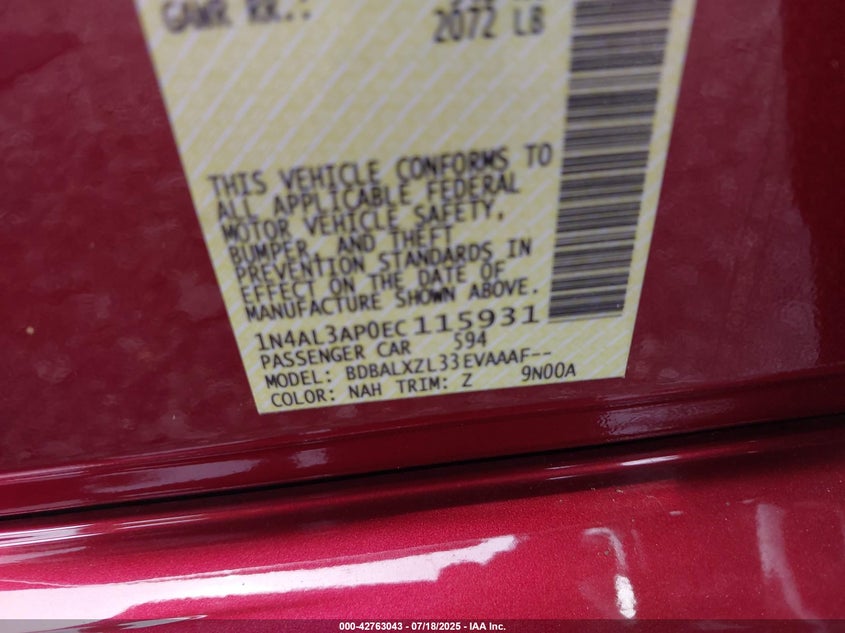 GAWR RR.:
2072 LB
THIS VEHICLE CONFORMS TO
ALL APPLICABLE FEDERAL
MOTOR VEHICLE SAFETY,
BUMPER, AND THEFT
PREVENTION STANDARDS IN
EFFECT ON THE DATE OF
MANUFACTURE SHOWN ABOVE.
1N4AL3AP0EC115931
PASSENGER CAR 594
MODEL: BDBALXZL33EVAAAF--
COLOR: NAH TRIM: Z 9N00A
000-42763043 / 07/18/2025 - IAA Inc.